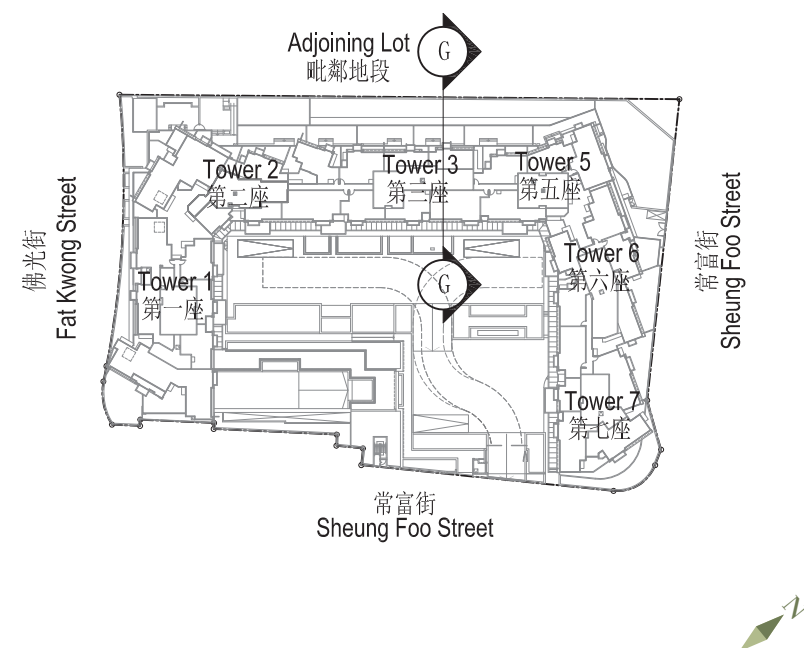 Adjoining Lot
毗鄰地段
G
Tower 2
第二座
Tower 3
第三座
Tower 5
第五座
佛光街
Fat Kwong Street
常富街
Sheung Foo Street
Tower 1
第一座
G
Tower 6
第六座
Tower 7
第七座
常富街
Sheung Foo Street
N